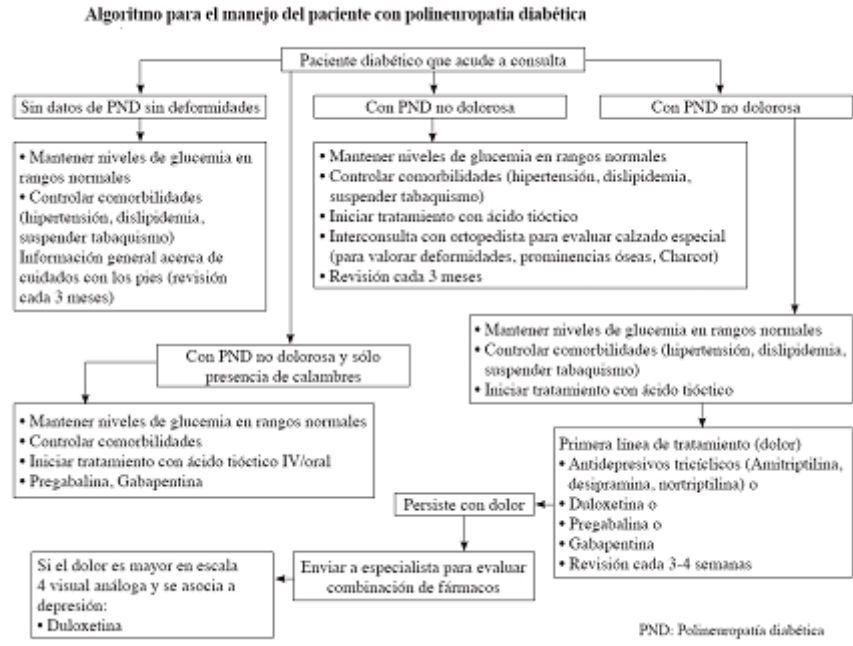 Algoritmo para el manejo del paciente con polineuropatía diabética
Paciente diabético que acude a consulta
Sin datos de PND sin deformidades
Con PND no dolorosa
Con PND no dolorosa
• Mantener niveles de glucemia en
rangos normales
• Controlar comorbilidades
(hipertensión, dislipidemia,
suspender tabaquismo)
Información general acerca de
cuidados con los pies (revisión
cada 3 meses)
• Mantener niveles de glucemia en rangos normales
• Controlar comorbilidades (hipertensión, dislipidemia,
suspender tabaquismo)
• Iniciar tratamiento con ácido tióctico
• Interconsulta con ortopedista para evaluar calzado especial
(para valorar deformidades, prominencias óseas, Charcot)
• Revisión cada 3 meses
• Mantener niveles de glucemia en rangos normales
• Controlar comorbilidades (hipertensión, dislipidemia,
suspender tabaquismo)
• Iniciar tratamiento con ácido tióctico
Con PND no dolorosa y sólo
presencia de calambres
• Mantener niveles de glucemia en rangos normales
• Controlar comorbilidades
• Iniciar tratamiento con ácido tióctico IV/oral
• Pregabalina, Gabapentina
Primera línea de tratamiento (dolor)
• Antidepresivos tricíclicos (Amitriptilina,
desipramina, nortriptilina) o
• Duloxetina o
• Pregabalina o
• Gabapentina
• Revisión cada 3-4 semanas
Persiste con dolor
Enviar a especialista para evaluar
combinación de fármacos
Si el dolor es mayor en escala
4 visual análoga y se asocia a
depresión:
• Duloxetina
PND: Polineuropatía diabética